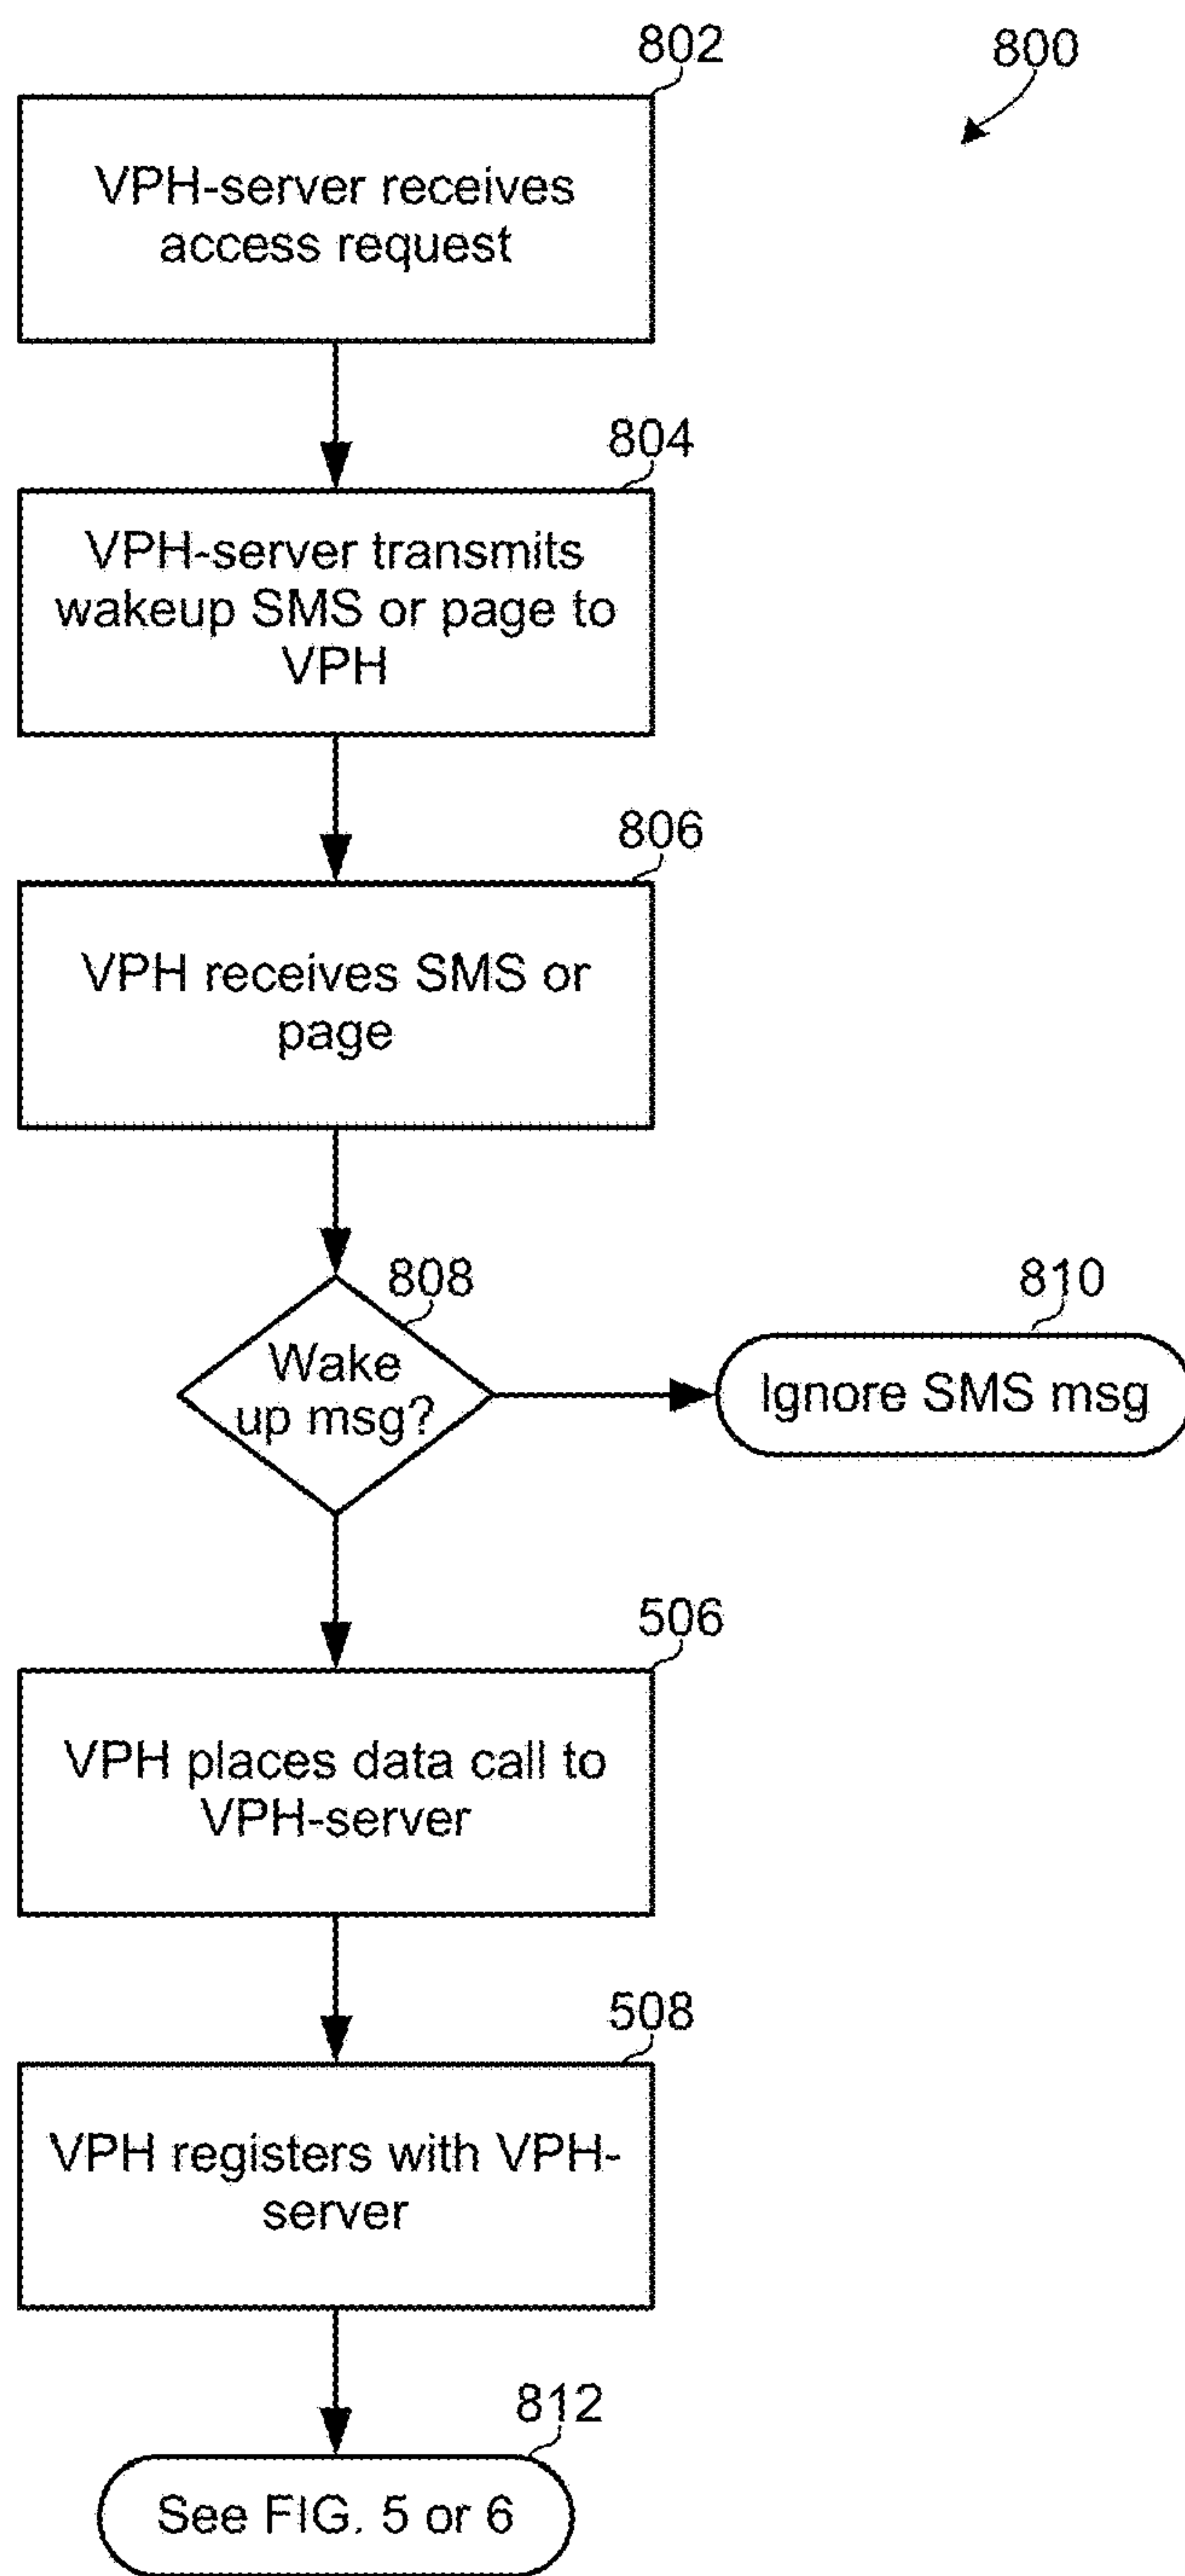 802
800
VPH-server receives
access request
804
VPH-server transmits
wakeup SMS or page to
VPH
806
VPH receives SMS or
page
808
Wake
up msg?
810
Ignore SMS msg
506
VPH places data call to
VPH-server
508
VPH registers with VPH-
server
812
See FIG. 5 or 6